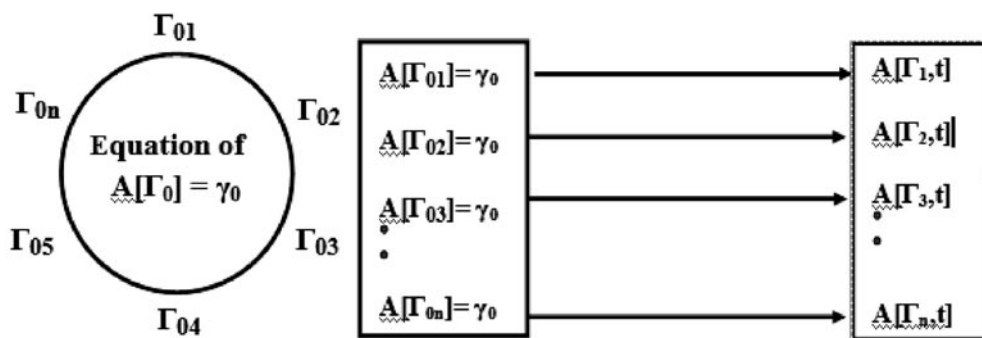 Γ01
Γ0n
Γ02
Equation of
A[Γ0] = γ0
Γ05
Γ03
Γ04
A[Γ01]= γ0
A[Γ02]= γ0
A[Γ03]= γ0
A[Γ0n]= γ0
A[Γ1,t]
A[Γ2,t]
A[Γ3,t]
A[Γn,t]